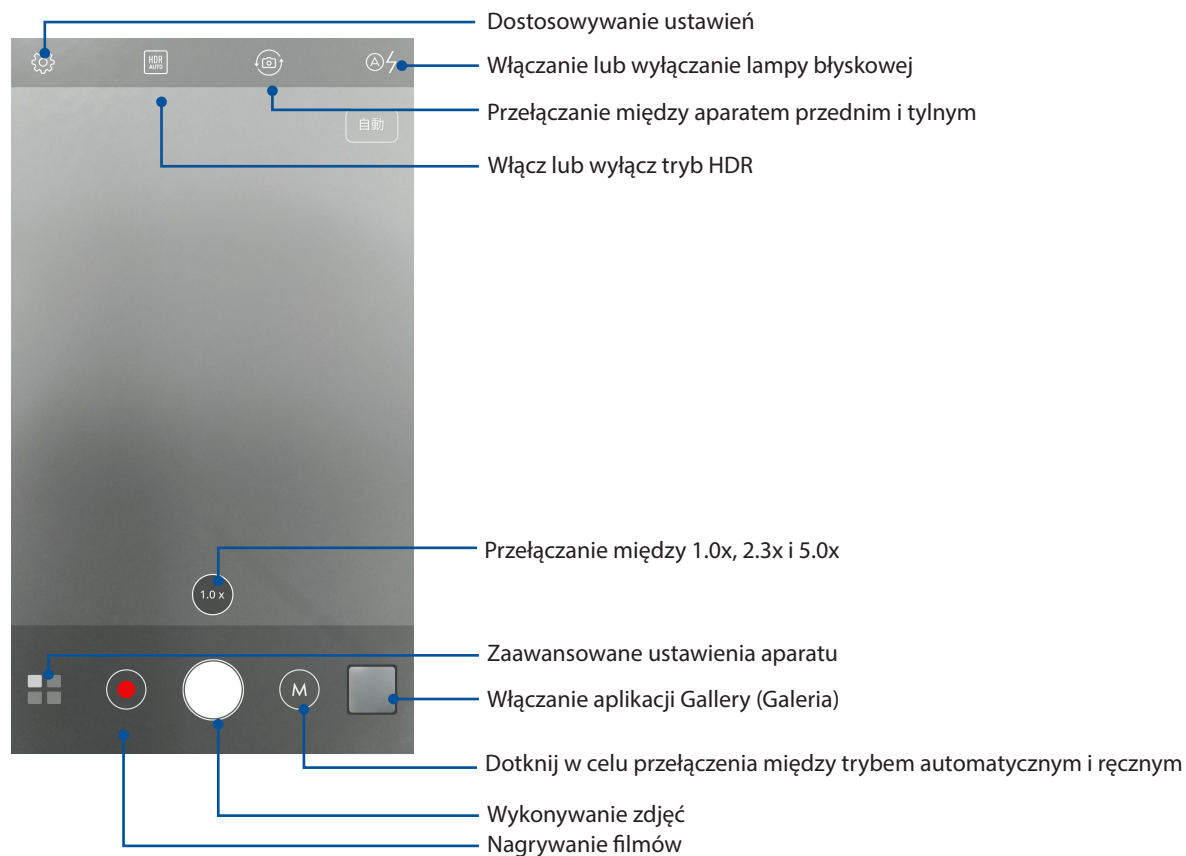 Dostosowywanie ustawień
HDR
AUTO
A
Włączanie lub wyłączanie lampy błyskowej
Przełączanie między aparatem przednim i tylnym
自動
Włącz lub wyłącz tryb HDR
Przełączanie między 1.0x, 2.3x i 5.0x
1.0 x
Zaawansowane ustawienia aparatu
M
Włączanie aplikacji Gallery (Galeria)
Dotknij w celu przełączenia między trybem automatycznym i ręcznym
Wykonywanie zdjęć
Nagrywanie filmów